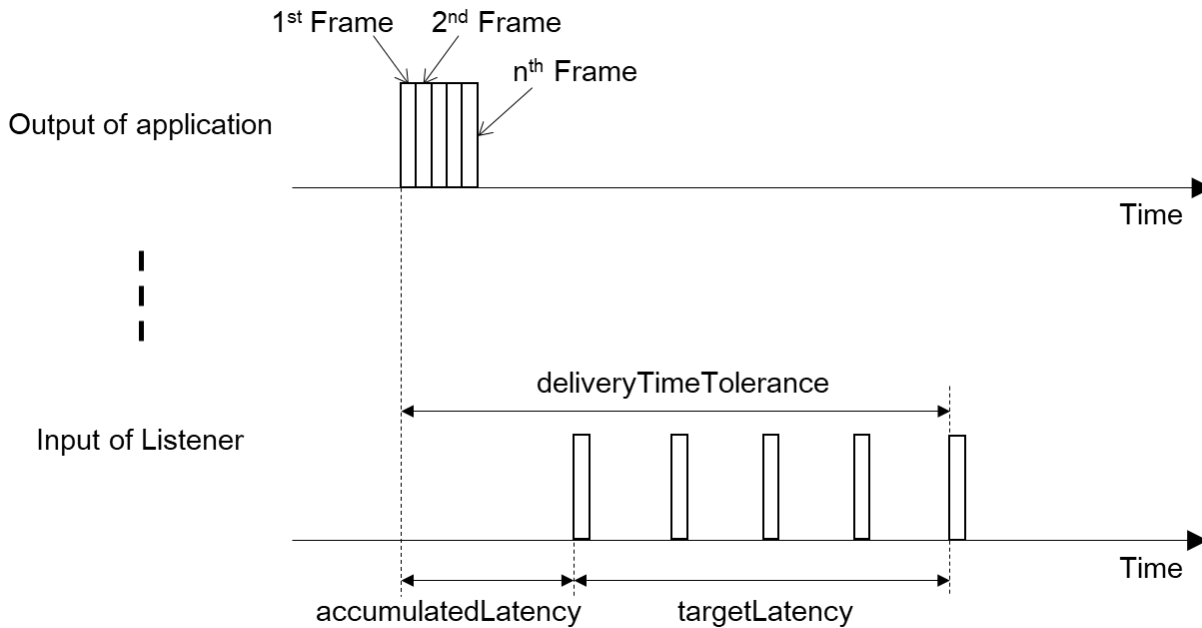 1st Frame
2nd Frame
nth Frame
Output of application
Time
deliveryTimeTolerance
Input of Listener
Time
accumulatedLatency
targetLatency